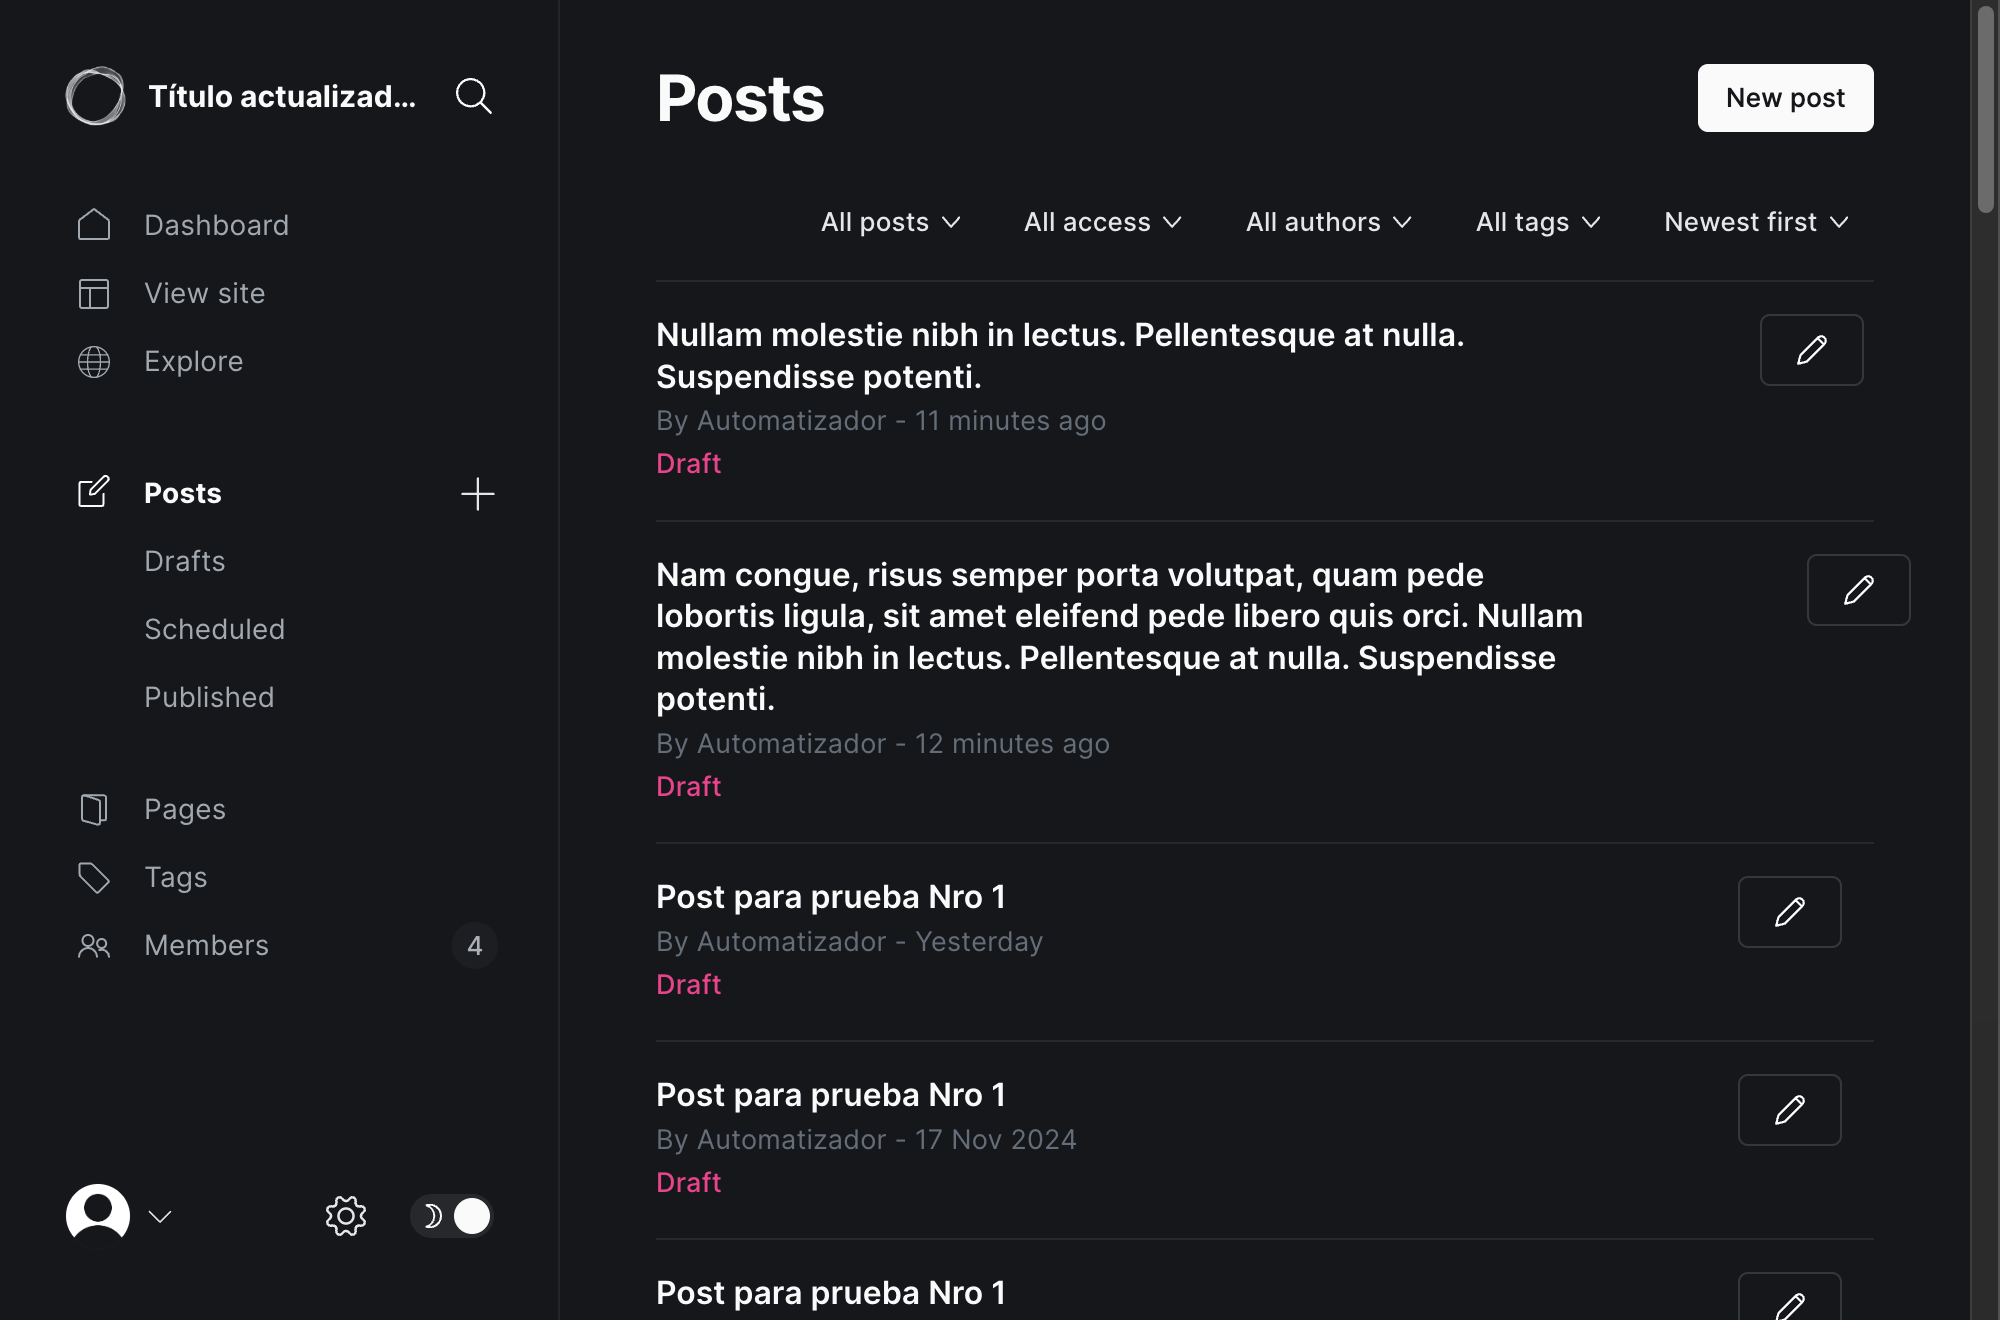 Título actualizad...
Dashboard
View site
Explore
Posts
Drafts
Scheduled
Published
Pages
Tags
Members 4
Posts
New post
All posts All access All authors All tags Newest first
Nullam molestie nibh in lectus. Pellentesque at nulla.
Suspendisse potenti.
By Automatizador - 11 minutes ago
Draft
Nam congue, risus semper porta volutpat, quam pede
lobortis ligula, sit amet eleifend pede libero quis orci. Nullam
molestie nibh in lectus. Pellentesque at nulla. Suspendisse
potenti.
By Automatizador - 12 minutes ago
Draft
Post para prueba Nro 1
By Automatizador - Yesterday
Draft
Post para prueba Nro 1
By Automatizador - 17 Nov 2024
Draft
Post para prueba Nro 1